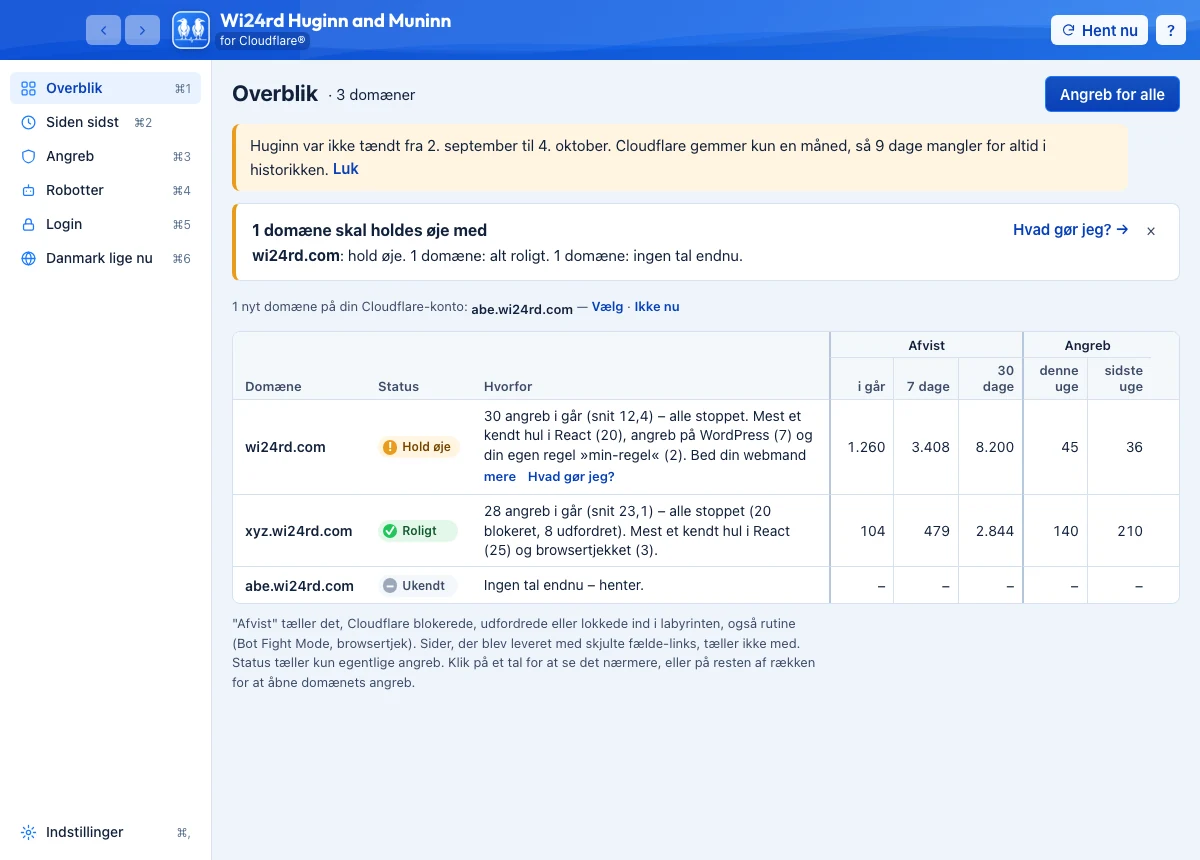 Wi24rd Huginn and Muninn
for Cloudflare®
Hent nu
?
Overblik ⌘1
Siden sidst ⌘2
Angreb ⌘3
Robotter ⌘4
Login ⌘5
Danmark lige nu ⌘6
Indstillinger ⌘,
Overblik · 3 domæner
Angreb for alle
Huginn var ikke tændt fra 2. september til 4. oktober. Cloudflare gemmer kun en måned, så 9 dage mangler for altid i
historikken. Luk
1 domæne skal holdes øje med
Hvad gør jeg? → ×
wi24rd.com: hold øje. 1 domæne: alt roligt. 1 domæne: ingen tal endnu.
1 nyt domæne på din Cloudflare-konto: abe.wi24rd.com — Vælg · Ikke nu
Afvist Angreb
Domæne Status Hvorfor i går 7 dage 30 dage denne uge sidste uge
30 angreb i går (snit 12,4) – alle stoppet. Mest et
kendt hul i React (20), angreb på WordPress (7) og
din egen regel »min-regel« (2). Bed din webmand
mere Hvad gør jeg?
wi24rd.com Hold øje 1.260 3.408 8.200 45 36
28 angreb i går (snit 23,1) – alle stoppet (20
blokeret, 8 udfordret). Mest et kendt hul i React
(25) og browsertjekket (3).
xyz.wi24rd.com Roligt 104 479 2.844 140 210
abe.wi24rd.com Ukendt Ingen tal endnu – henter. – – – – –
"Afvist" tæller det, Cloudflare blokerede, udfordrede eller lokkede ind i labyrinten, også rutine
(Bot Fight Mode, browsertjek). Sider, der blev leveret med skjulte fælde-links, tæller ikke med.
Status tæller kun egentlige angreb. Klik på et tal for at se det nærmere, eller på resten af rækken
for at åbne domænets angreb.